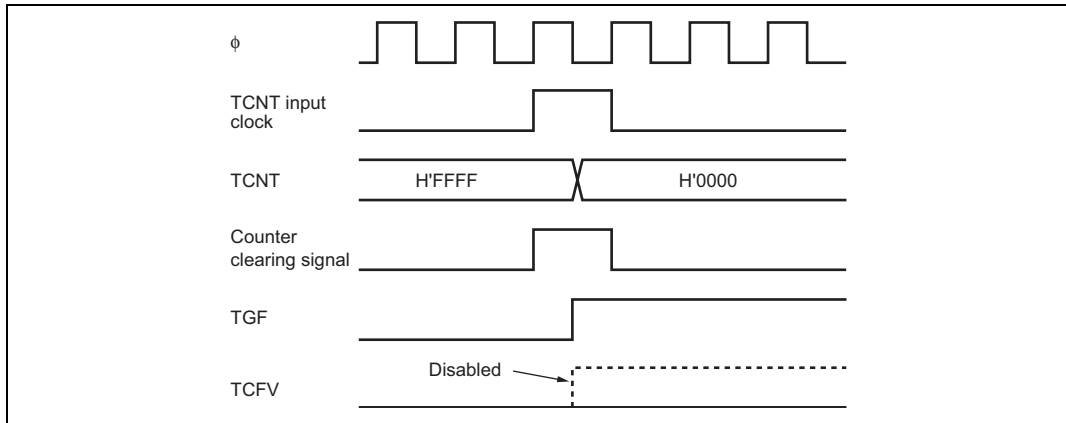 ϕ
TCNT input
clock
TCNT
H'FFFF
H'0000
Counter
clearing signal
TGF
Disabled
TCFV